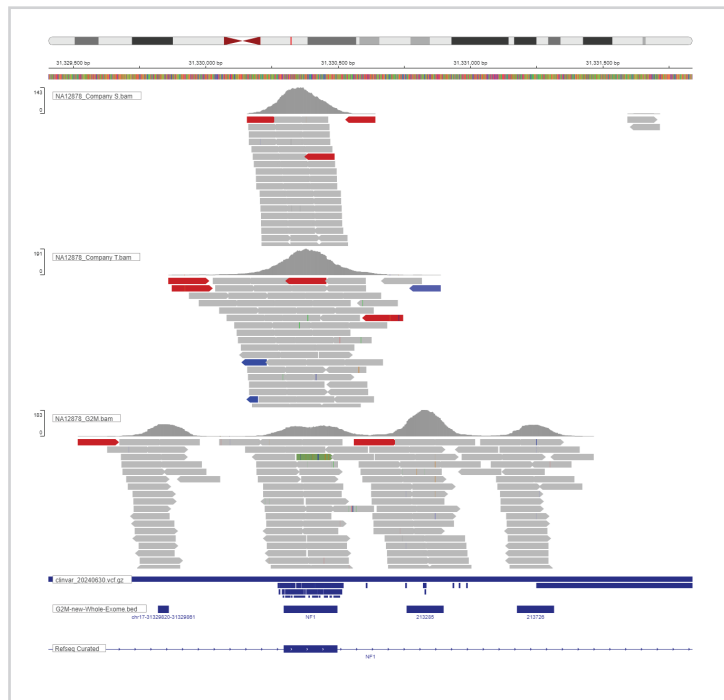 31,329,500 bp 31,330,000 bp 31,330,500 bp 31,331,000 bp 31,331,500 bp
143
NA12878_Company S.bam
0
191
NA12878_Company T.bam
0
183
NA12878_G2M.bam
0
clinvar_20240630.vcf.gz
G2M-new-Whole-Exome.bed
chr17-31329820-31329861 NF1 213285 213726
Refseq Curated
NF1